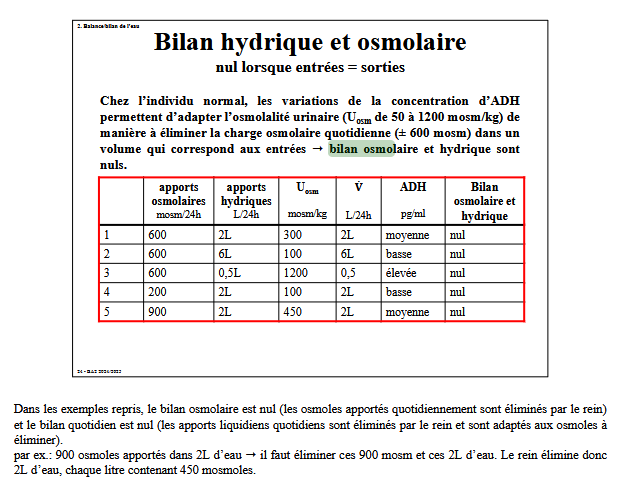 2. Balance/bilan de l'eau
Bilan hydrique et osmolaire
nul lorsque entrées = sorties
Chez l'individu normal, les variations de la concentration d'ADH
permettent d'adapter l'osmolalité urinaire (Uosm de 50 à 1200 mosm/kg) de
manière à éliminer la charge osmolaire quotidienne (± 600 mosm) dans un
volume qui correspond aux entrées → bilan osmolaire et hydrique sont
nuls.
apports osmolaires mosm/24h apports hydriques L/24h Uosm mosm/kg V̇ L/24h ADH pg/ml Bilan osmolaire et hydrique
1 600 2L 300 2L moyenne nul
2 600 6L 100 6L basse nul
3 600 0,5L 1200 0,5 élevée nul
4 200 2L 100 2L basse nul
5 900 2L 450 2L moyenne nul
Dans les exemples repris, le bilan osmolaire est nul (les osmoles apportés quotidiennement sont éliminés par le rein)
et le bilan quotidien est nul (les apports liquidiens quotidiens sont éliminés par le rein et sont adaptés aux osmoles à
éliminer).
par ex.: 900 osmoles apportés dans 2L d'eau → il faut éliminer ces 900 mosm et ces 2L d'eau. Le rein élimine donc
2L d'eau, chaque litre contenant 450 mosmoles.